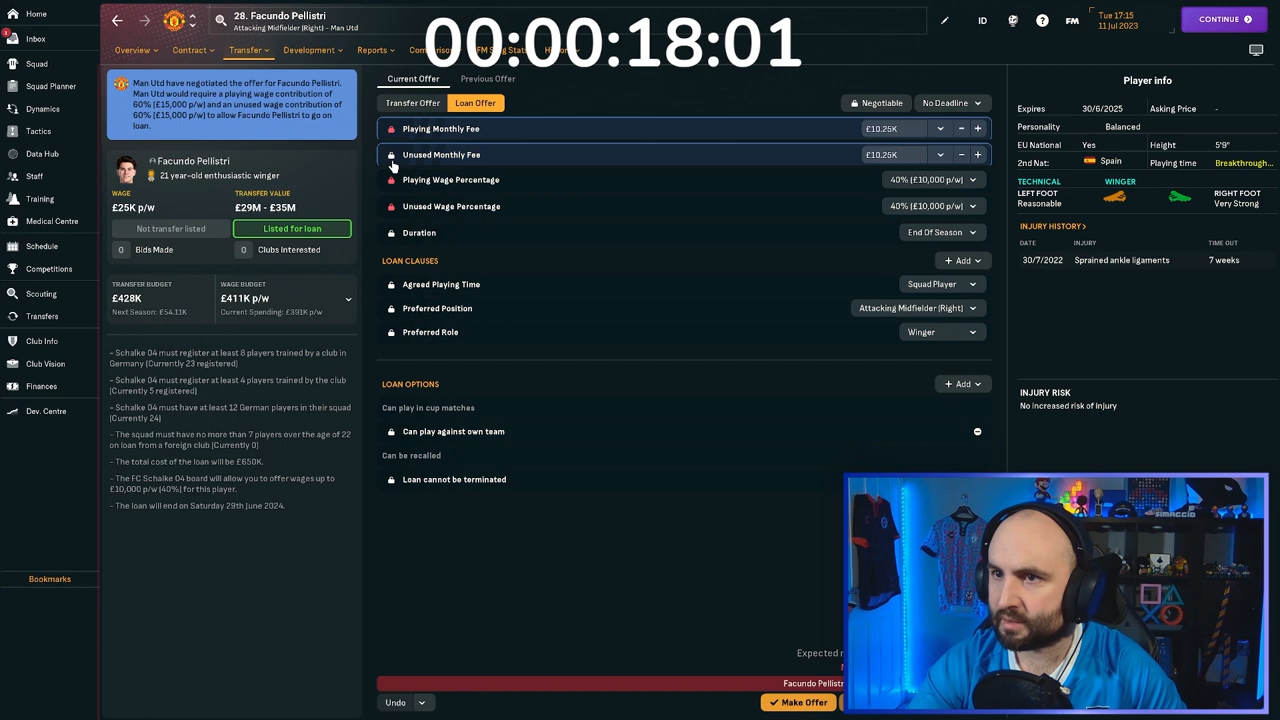 Home
28. Facundo Pellistri
Attacking Midfielder (Right) - Man Utd
00:00:18:01
ID
FM
Tue 17:15
11 Jul 2023
CONTINUE
1
Inbox
Overview
Contract
Transfer
Development
Reports
Squad
Squad Planner
Dynamics
Tactics
Data Hub
Staff
Training
Medical Centre
Schedule
Competitions
Scouting
Transfers
Club Info
Club Vision
Finances
Dev. Centre
Bookmarks
Man Utd have negotiated the offer for Facundo Pellistri.
Man Utd would require a playing wage contribution of
60% (£15,000 p/w) and an unused wage contribution of
60% (£15,000 p/w) to allow Facundo Pellistri to go on
loan.
Facundo Pellistri
21 year-old enthusiastic winger
WAGE
TRANSFER VALUE
£25K p/w
£29M - £35M
Not transfer listed
Listed for loan
0 Bids Made
0 Clubs Interested
TRANSFER BUDGET
WAGE BUDGET
£428K
£411K p/w
Next Season: £54.11K
Current Spending: £391K p/w
- Schalke 04 must register at least 8 players trained by a club in
Germany (Currently 23 registered)
- Schalke 04 must register at least 4 players trained by the club
(Currently 5 registered)
- Schalke 04 must have at least 12 German players in their squad
(Currently 24)
- The squad must have no more than 7 players over the age of 22
on loan from a foreign club (Currently 0)
- The total cost of the loan will be £650K.
- The FC Schalke 04 board will allow you to offer wages up to
£10,000 p/w (40%) for this player.
- The loan will end on Saturday 29th June 2024.
Current Offer
Previous Offer
Transfer Offer
Loan Offer
Negotiable
No Deadline
Playing Monthly Fee
£10.25K
Unused Monthly Fee
£10.25K
Playing Wage Percentage
40% (£10,000 p/w)
Unused Wage Percentage
40% (£10,000 p/w)
Duration
End Of Season
LOAN CLAUSES
+ Add
Agreed Playing Time
Squad Player
Preferred Position
Attacking Midfielder (Right)
Preferred Role
Winger
LOAN OPTIONS
+ Add
Can play in cup matches
Can play against own team
Can be recalled
Loan cannot be terminated
Facundo Pellistr
Undo
Make Offer
Player info
Expires
30/6/2025
Asking Price
-
Personality
Balanced
EU National
Yes
Height
5'9"
2nd Nat:
Spain
Playing time
Breakthrough...
TECHNICAL
WINGER
LEFT FOOT
Reasonable
RIGHT FOOT
Very Strong
INJURY HISTORY>
DATE
INJURY
TIME OUT
30/7/2022
Sprained ankle ligaments
7 weeks
INJURY RISK
No increased risk of injury